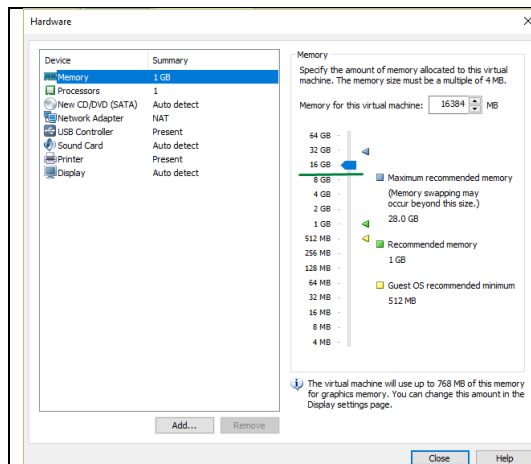 Hardware
Device Summary
Memory 1 GB
Processors 1
New CD/DVD (SATA) Auto detect
Network Adapter NAT
USB Controller Present
Sound Card Auto detect
Printer Present
Display Auto detect
Add...
Remove
Memory
Specify the amount of memory allocated to this virtual
machine. The memory size must be a multiple of 4 MB.
Memory for this virtual machine: 16384 MB
64 GB
32 GB
16 GB
8 GB
4 GB
2 GB
1 GB
512 MB
256 MB
128 MB
64 MB
32 MB
16 MB
8 MB
4 MB
Maximum recommended memory
(Memory swapping may
occur beyond this size.)
28.0 GB
Recommended memory
1 GB
Guest OS recommended minimum
512 MB
The virtual machine will use up to 768 MB of this memory
for graphics memory. You can change this amount in the
Display settings page.
Close
Help